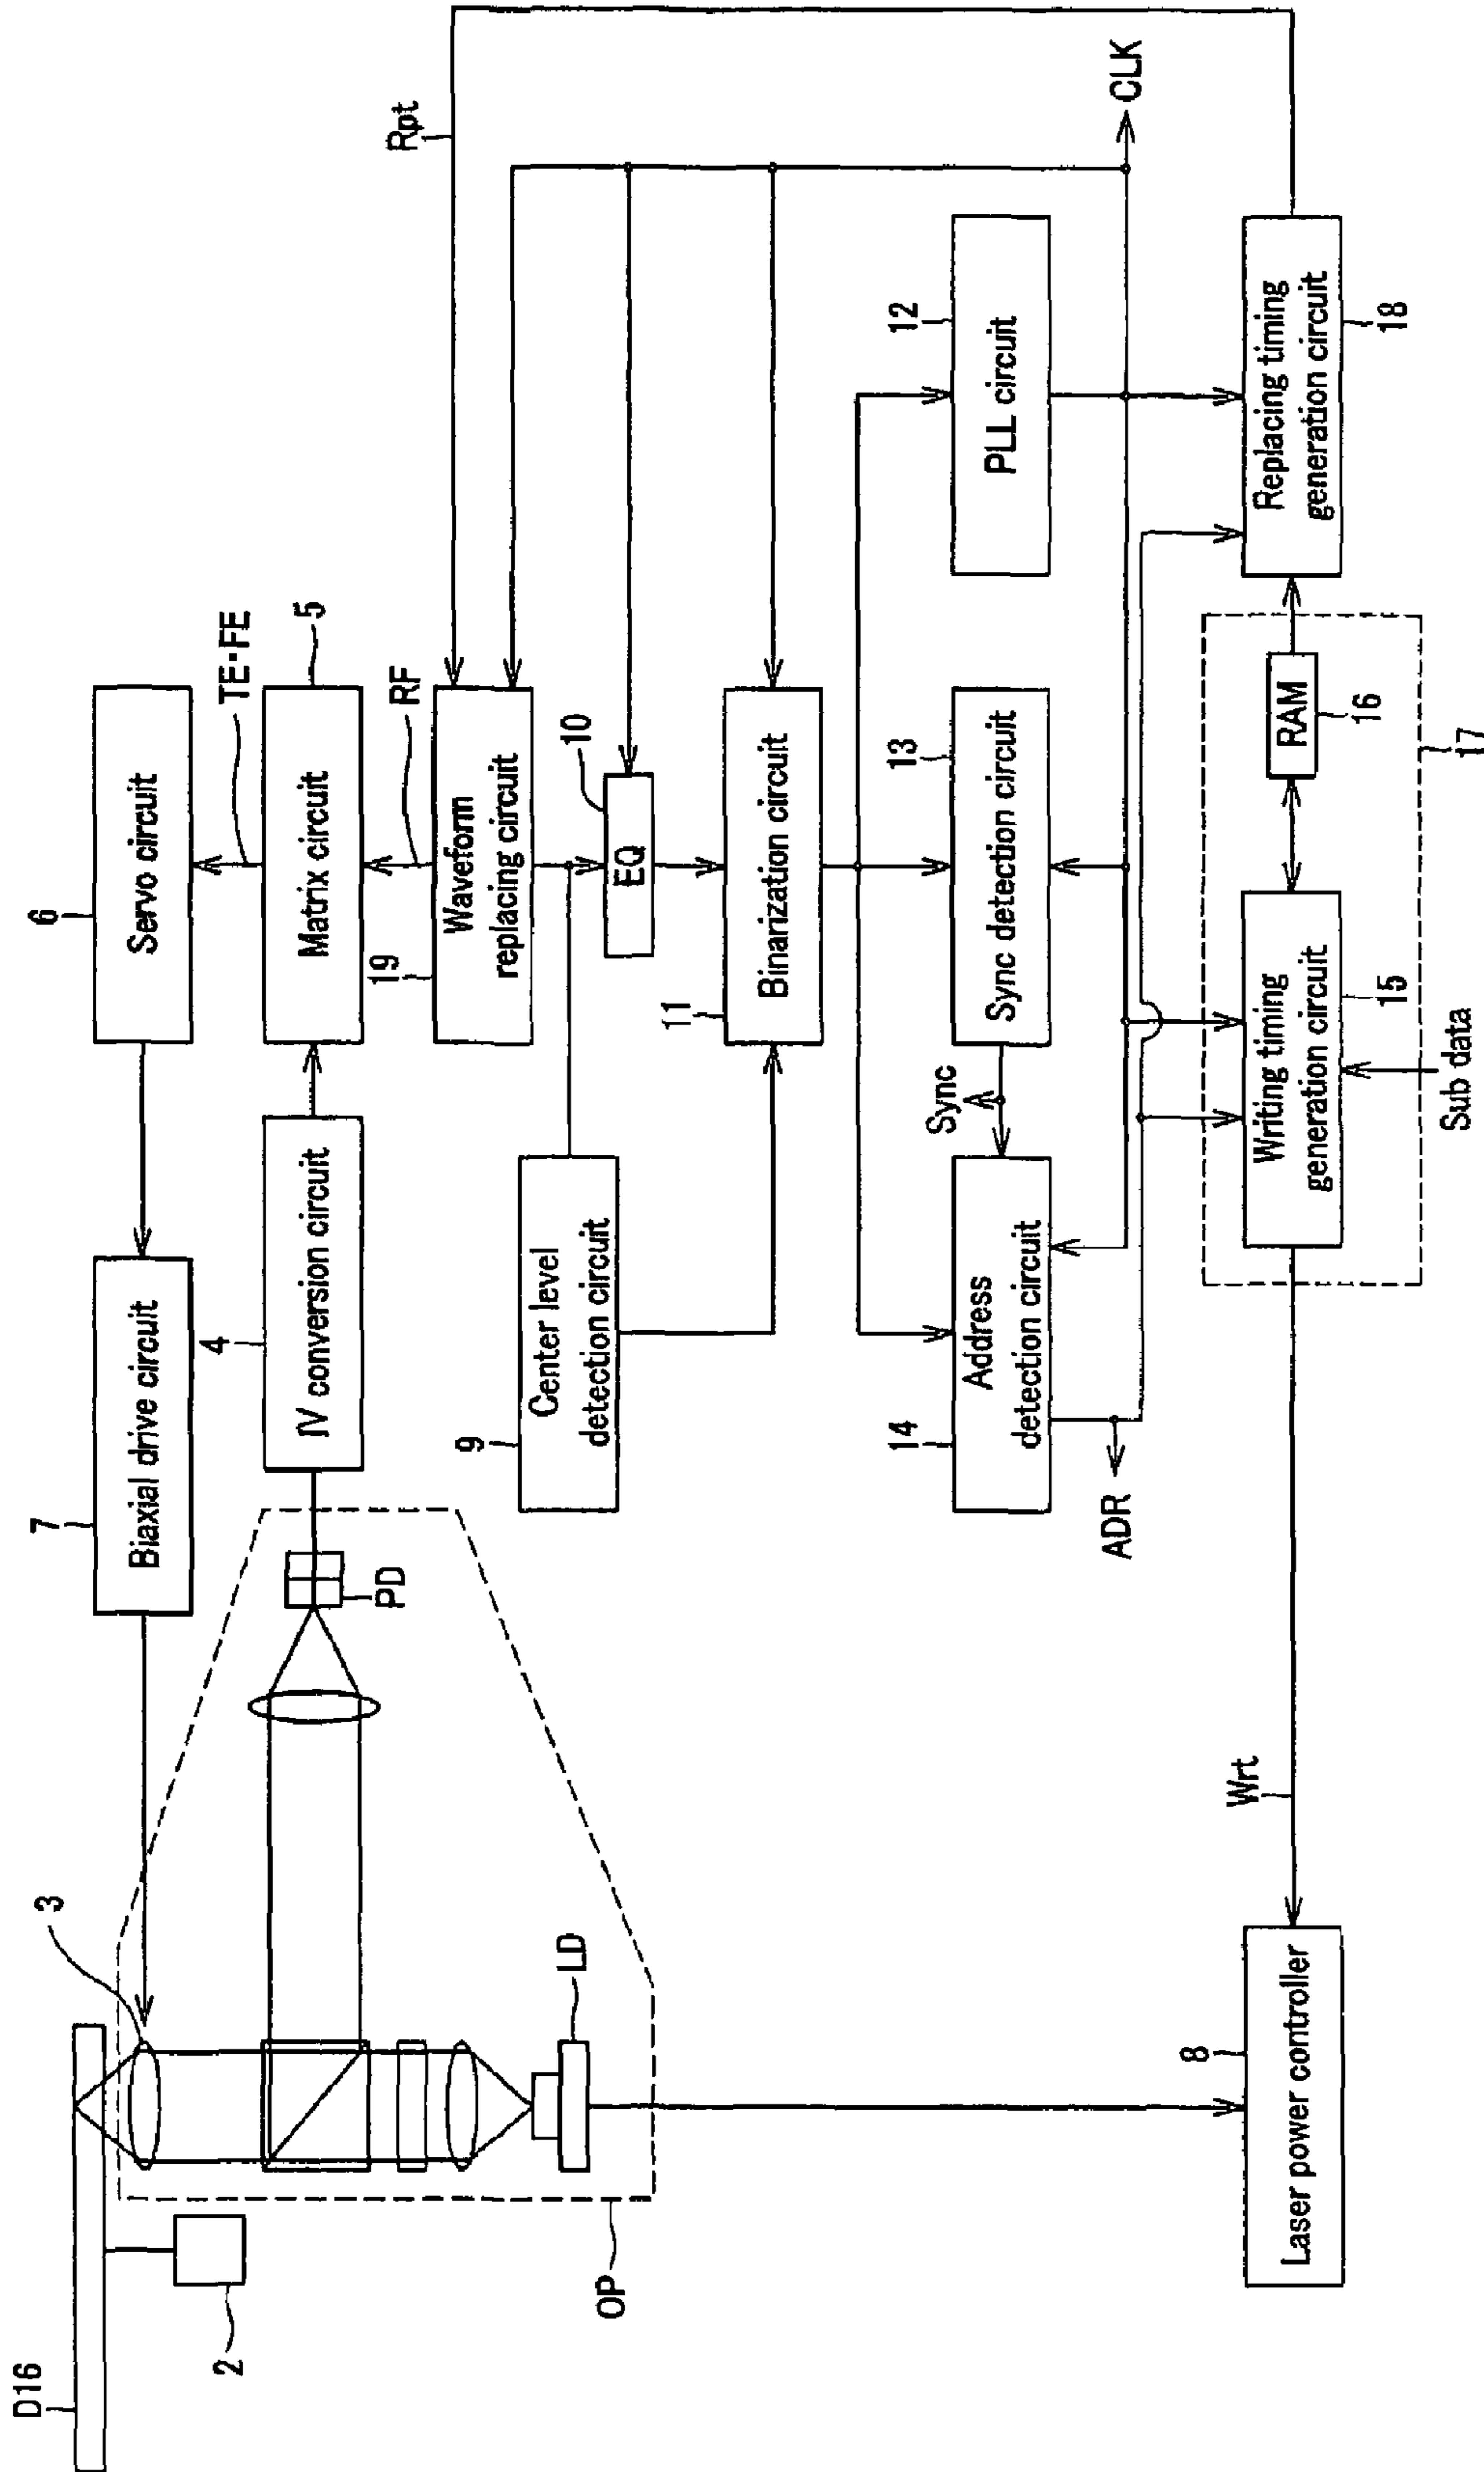 D16
3
7
6
Biaxial drive circuit
Servo circuit
2
4
TE・FE
5
IV conversion circuit
Matrix circuit
PD
19
RF
Rpt
9
Center level
detection circuit
Waveform
replacing circuit
10
EQ
LD
OP
11
Binarization circuit
14
Sync
13
12
Address
detection circuit
Sync detection circuit
PLL circuit
ADR
CLK
8
Wrt
Laser power controller
Writing timing
generation circuit
RAM
Replacing timing
generation circuit
15
16
18
Sub data
17